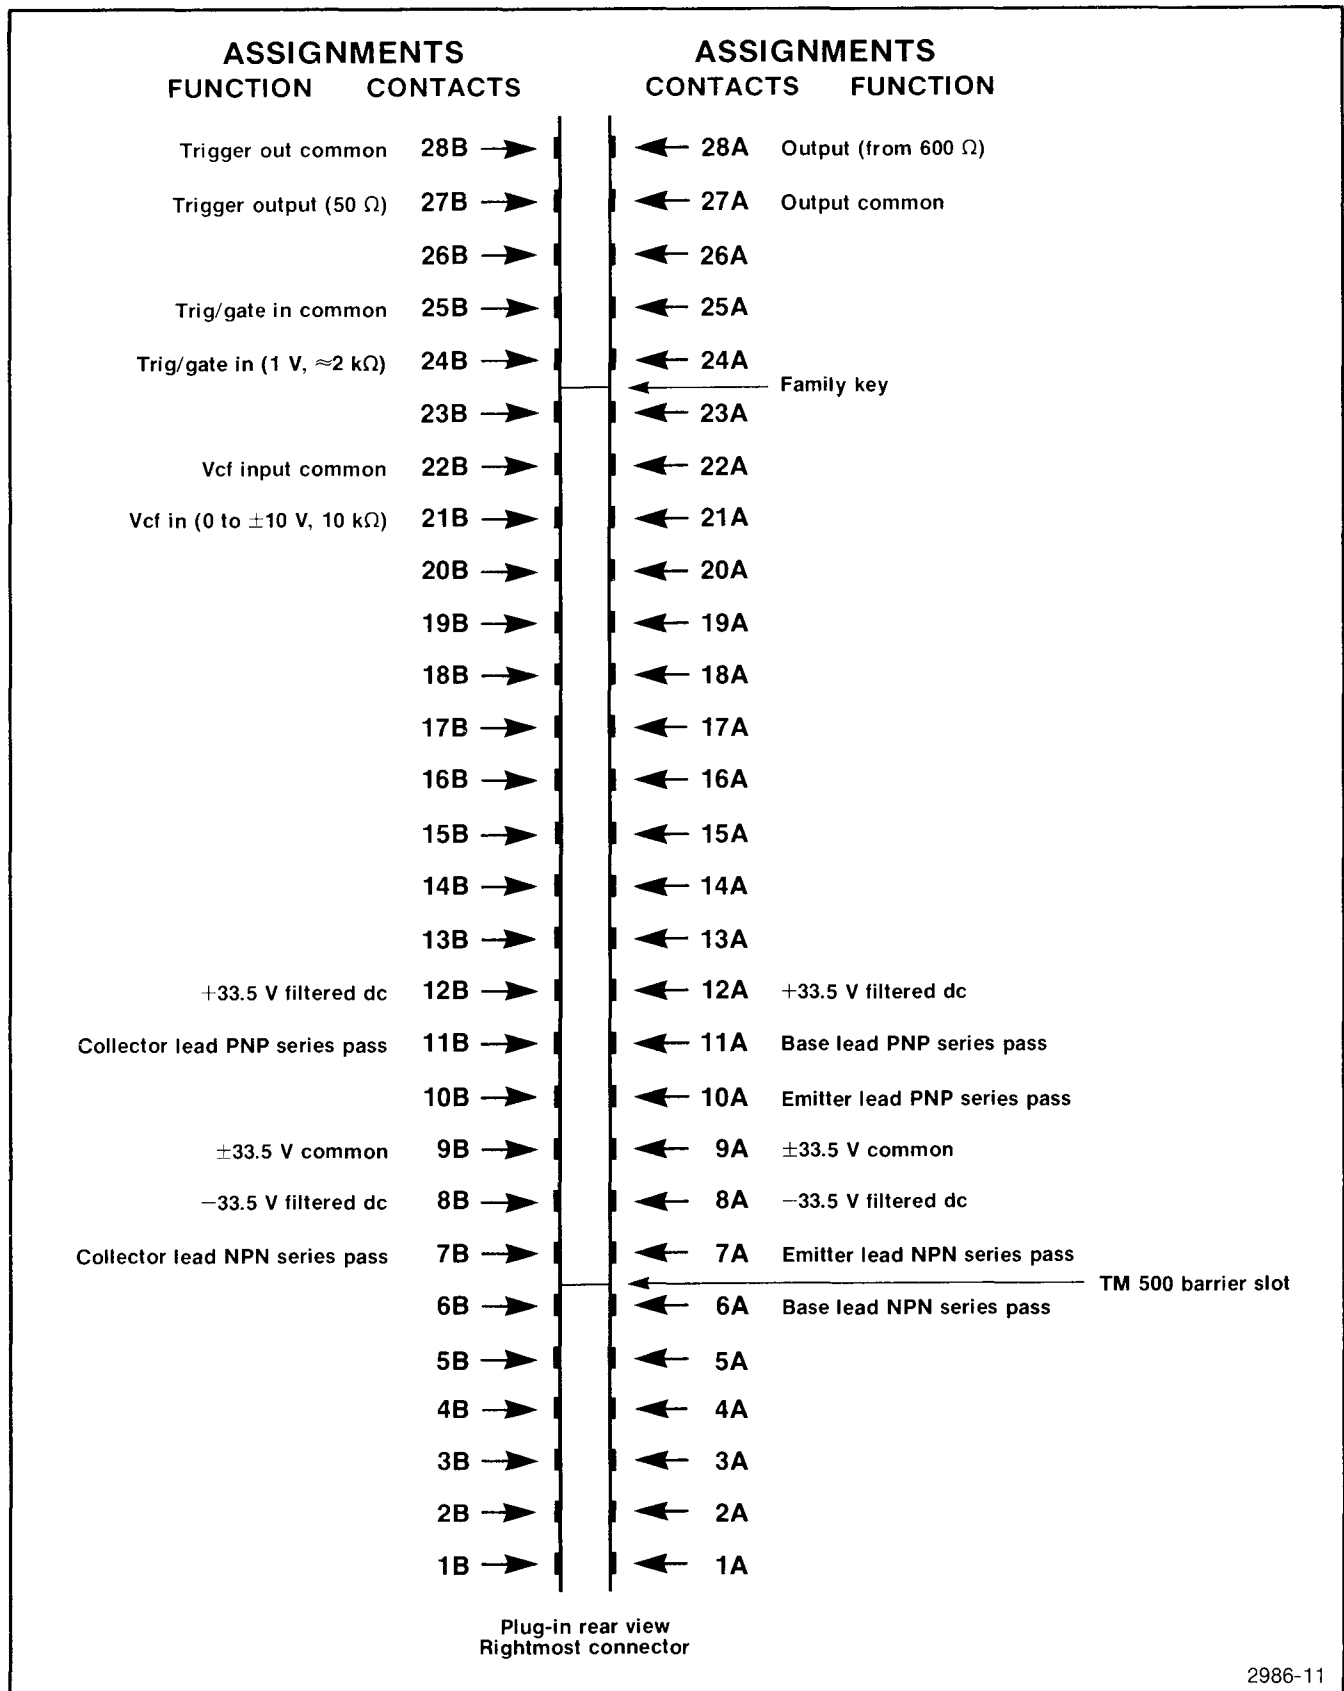 ASSIGNMENTS ASSIGNMENTS
FUNCTION CONTACTS CONTACTS FUNCTION
Trigger out common 28B 28A Output (from 600 Ω)
Trigger output (50 Ω) 27B 27A Output common
26B 26A
Trig/gate in common 25B 25A
Trig/gate in (1 V, ≈2 kΩ) 24B 24A
Family key
23B 23A
Vcf input common 22B 22A
Vcf in (0 to ±10 V, 10 kΩ) 21B 21A
20B 20A
19B 19A
18B 18A
17B 17A
16B 16A
15B 15A
14B 14A
13B 13A
+33.5 V filtered dc 12B 12A +33.5 V filtered dc
Collector lead PNP series pass 11B 11A Base lead PNP series pass
10B 10A Emitter lead PNP series pass
±33.5 V common 9B 9A ±33.5 V common
−33.5 V filtered dc 8B 8A −33.5 V filtered dc
Collector lead NPN series pass 7B 7A Emitter lead NPN series pass
TM 500 barrier slot
6B 6A Base lead NPN series pass
5B 5A
4B 4A
3B 3A
2B 2A
1B 1A
Plug-in rear view
Rightmost connector
2986-11